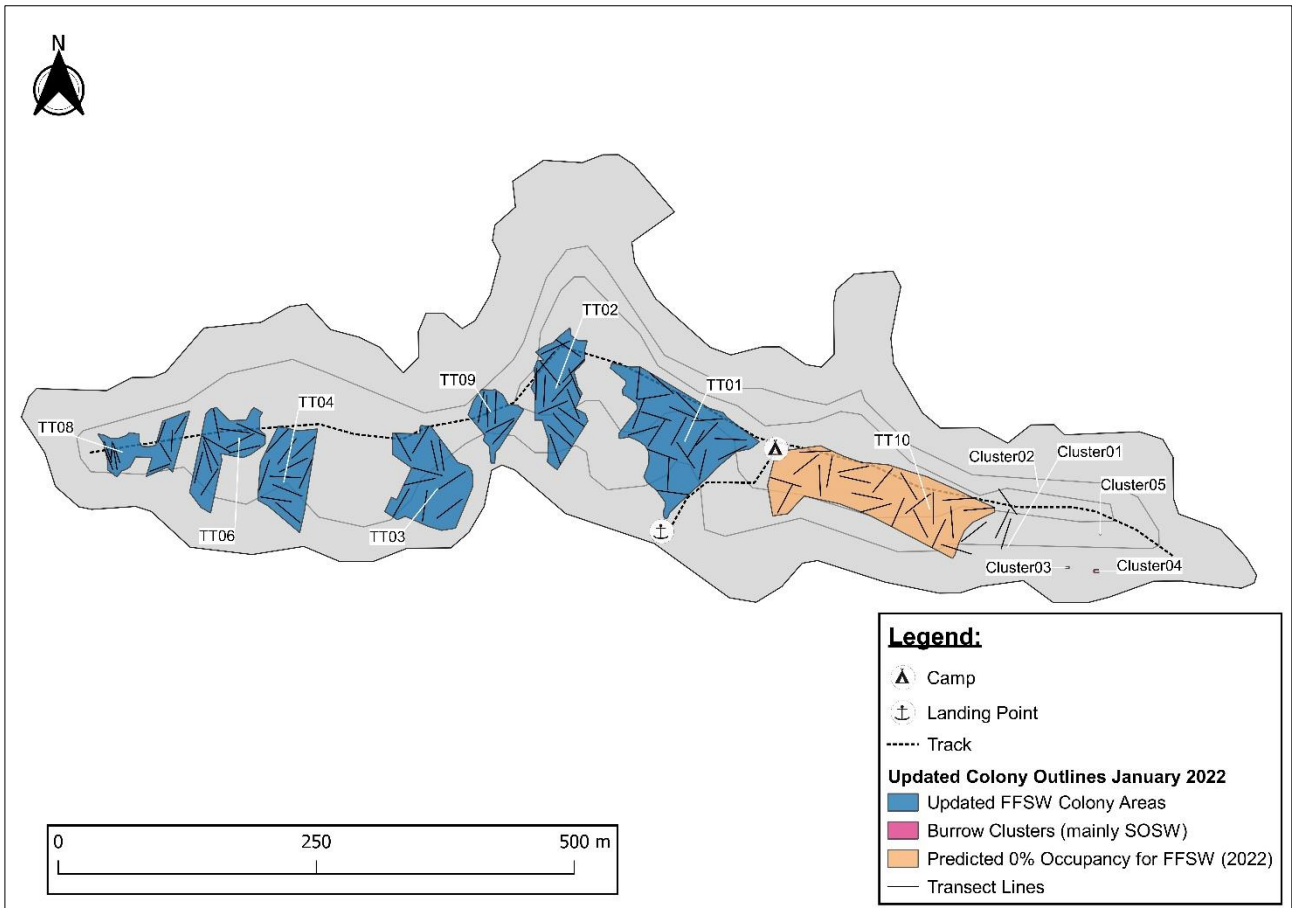 N
TT02
TT09
TT01
TT04
TT08
TT10
Cluster01
Cluster02
Cluster05
TT06
TT03
Cluster03
Cluster04
Legend:
Camp
Landing Point
Track
Updated Colony Outlines January 2022
Updated FFSW Colony Areas
Burrow Clusters (mainly SOSW)
Predicted 0% Occupancy for FFSW (2022)
Transect Lines
0 250 500 m